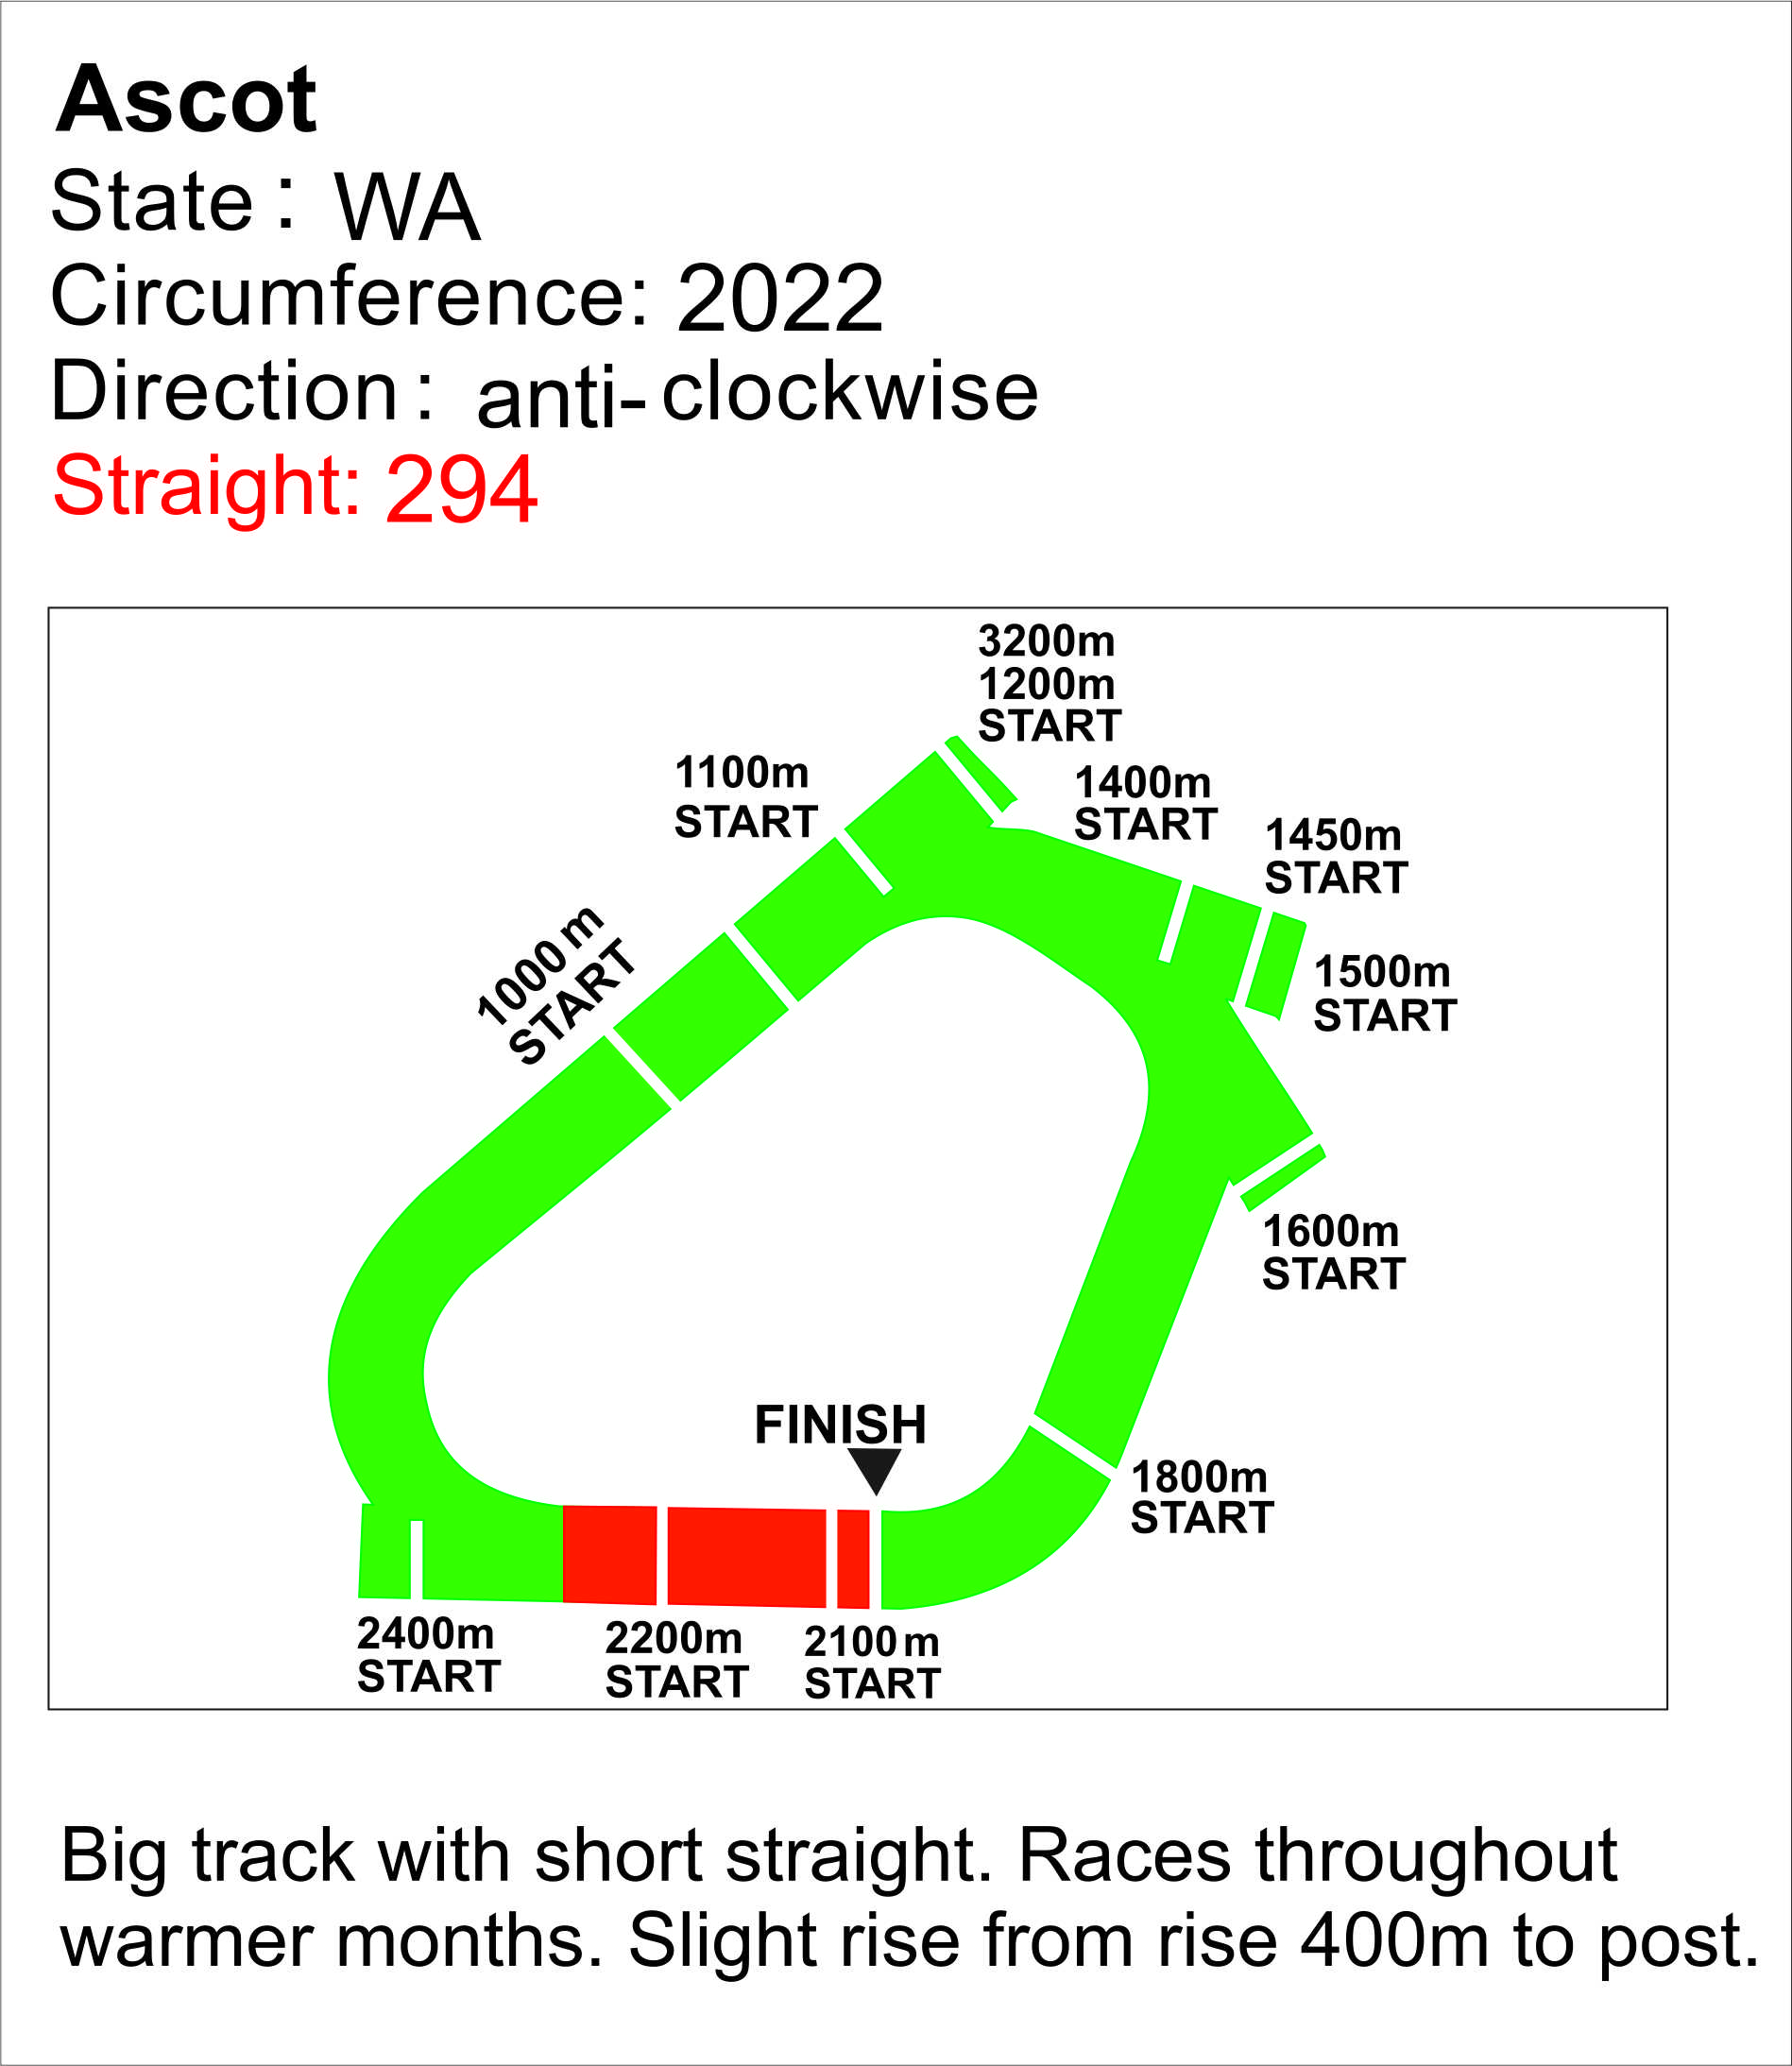 Ascot
State : WA
Circumference: 2022
Direction : anti-clockwise
Straight: 294
3200m
1200m
START
1100m
START
1400m
START
1450m
START
1000m
START
1500m
START
1600m
START
FINISH
1800m
START
2400m
START
2200m
START
2100m
START
Big track with short straight. Races throughout
warmer months. Slight rise from rise 400m to post.